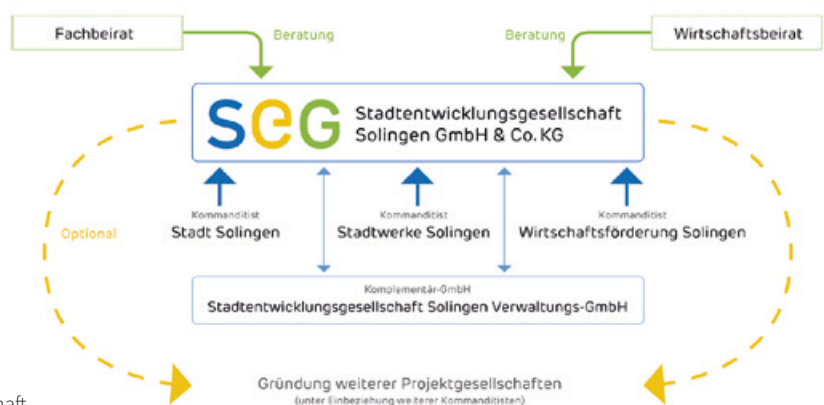 Fachbeirat
Beratung
Beratung
Wirtschaftsbeirat
SEG Stadtentwicklungsgesellschaft
Solingen GmbH & Co. KG
Optional
Kommanditist
Stadt Solingen
Kommanditist
Stadtwerke Solingen
Kommanditist
Wirtschaftsförderung Solingen
Komplementär-GmbH
Stadtentwicklungsgesellschaft Solingen Verwaltungs-GmbH
Gründung weiterer Projektgesellschaften
(unter Einbeziehung weiterer Kommanditisten)